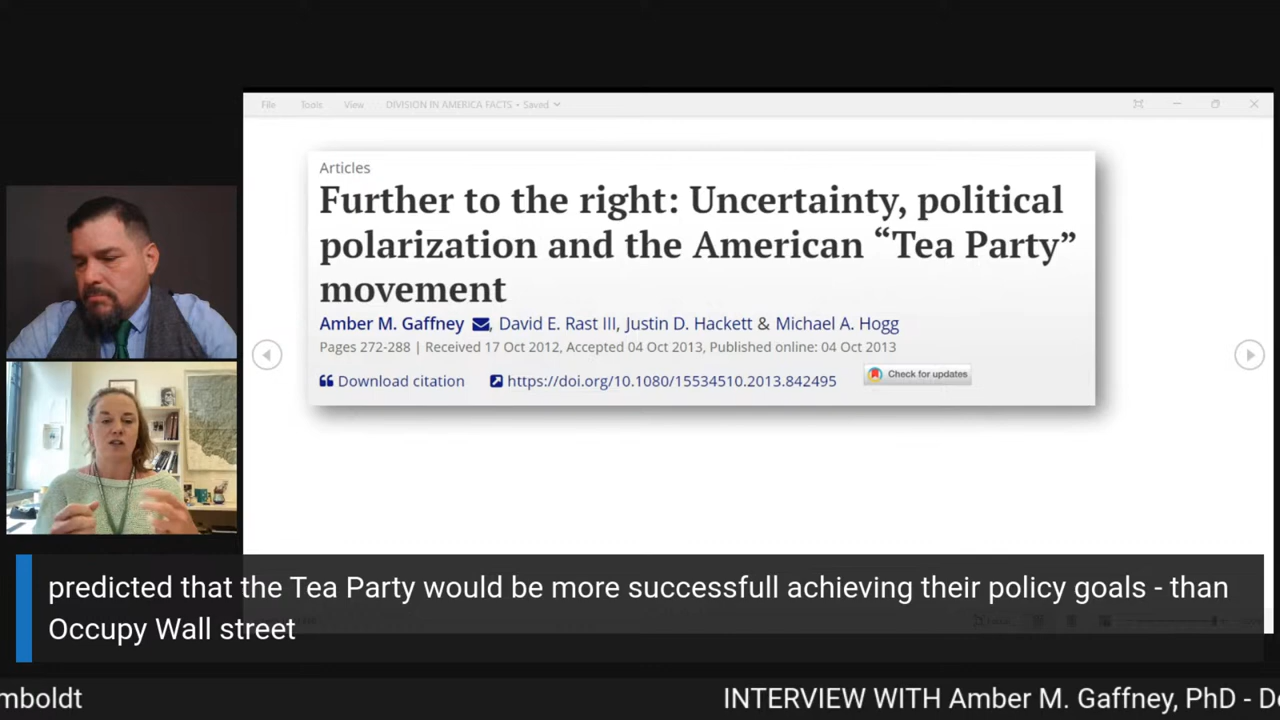 File Tools View DIVISION IN AMERICA FACTS • Saved
Articles
Further to the right: Uncertainty, political
polarization and the American “Tea Party”
movement
Amber M. Gaffney, David E. Rast III, Justin D. Hackett & Michael A. Hogg
Pages 272-288 | Received 17 Oct 2012, Accepted 04 Oct 2013, Published online: 04 Oct 2013
Download citation https://doi.org/10.1080/15534510.2013.842495 Check for updates
predicted that the Tea Party would be more successfull achieving their policy goals - than
Occupy Wall street
mboldt INTERVIEW WITH Amber M. Gaffney, PhD - De